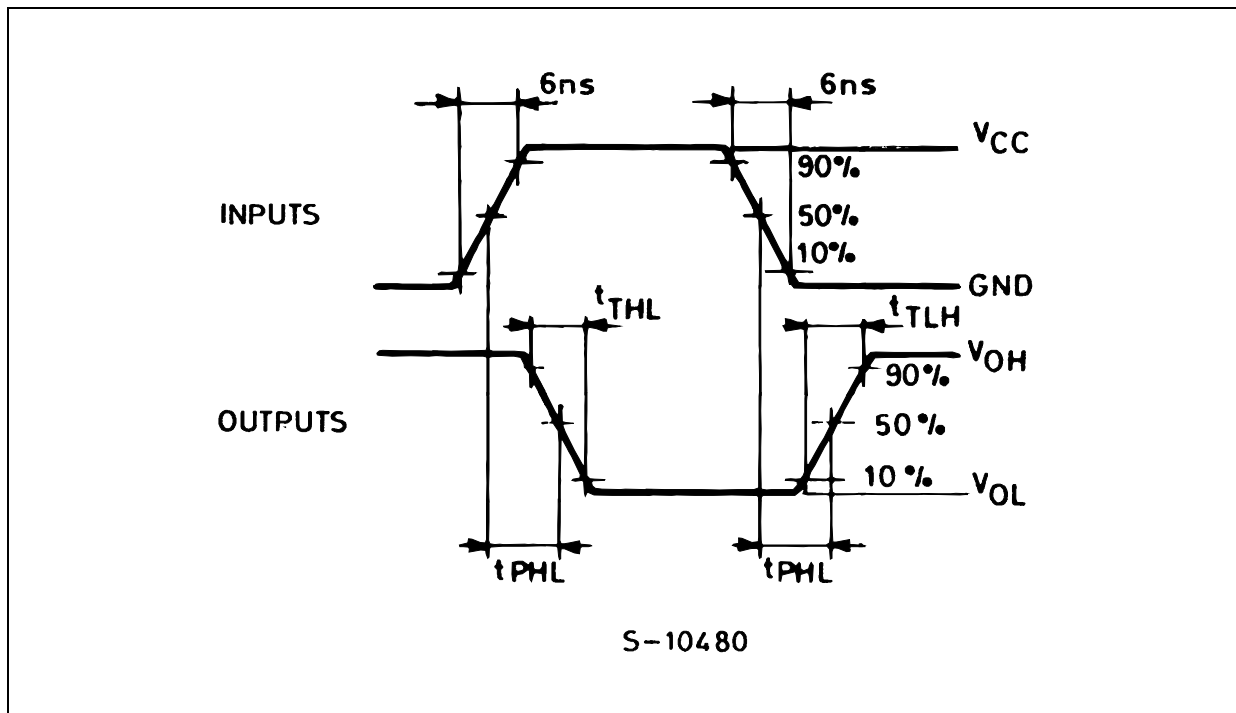 6ns 6ns
VCC
90%
INPUTS 50%
10%
GND
tTHL tTLH
VOH
90%
OUTPUTS 50%
10% VOL
tPHL tPHL
S-10480